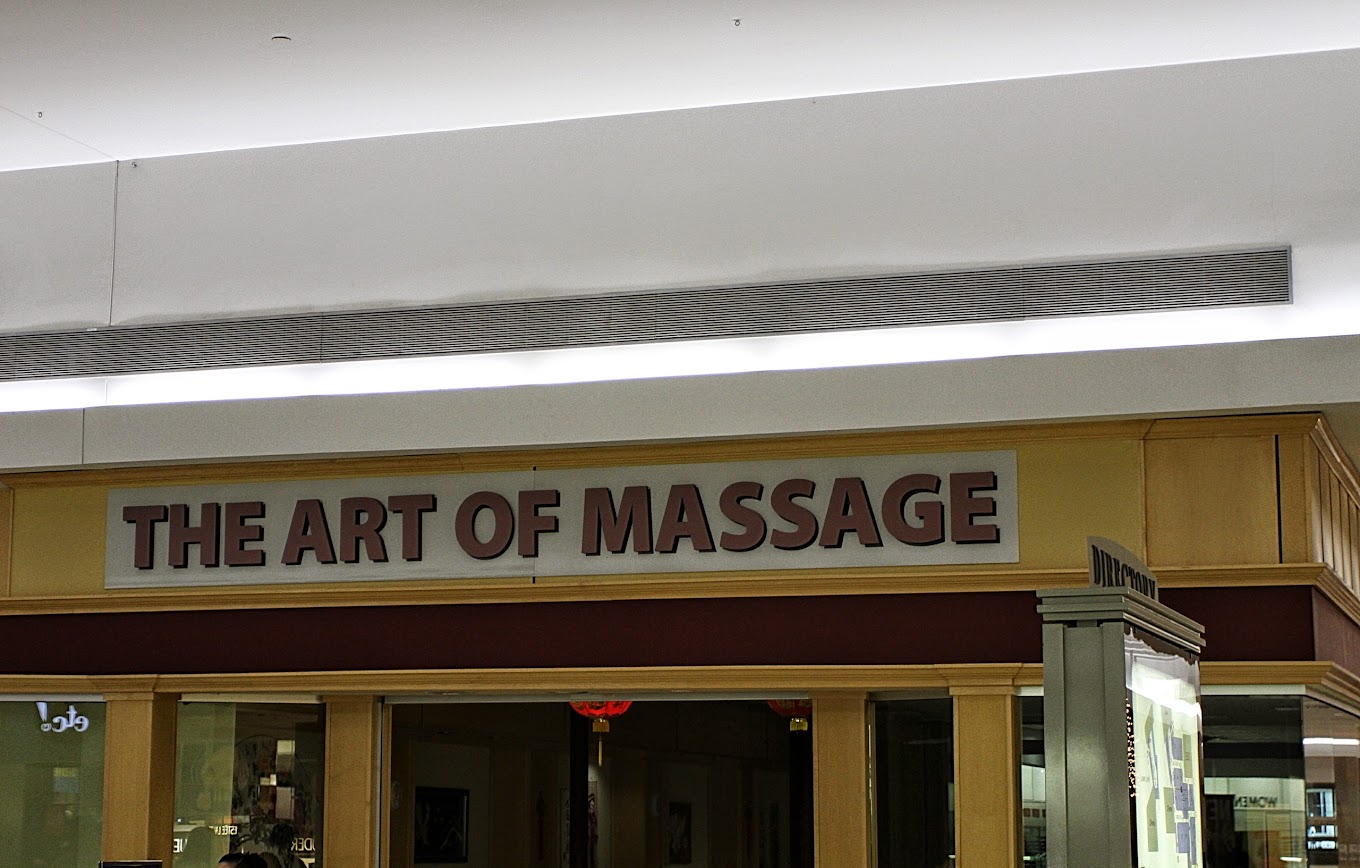 THE ART OF MASSAGE
DIRECTORY
etc!
WOMEN